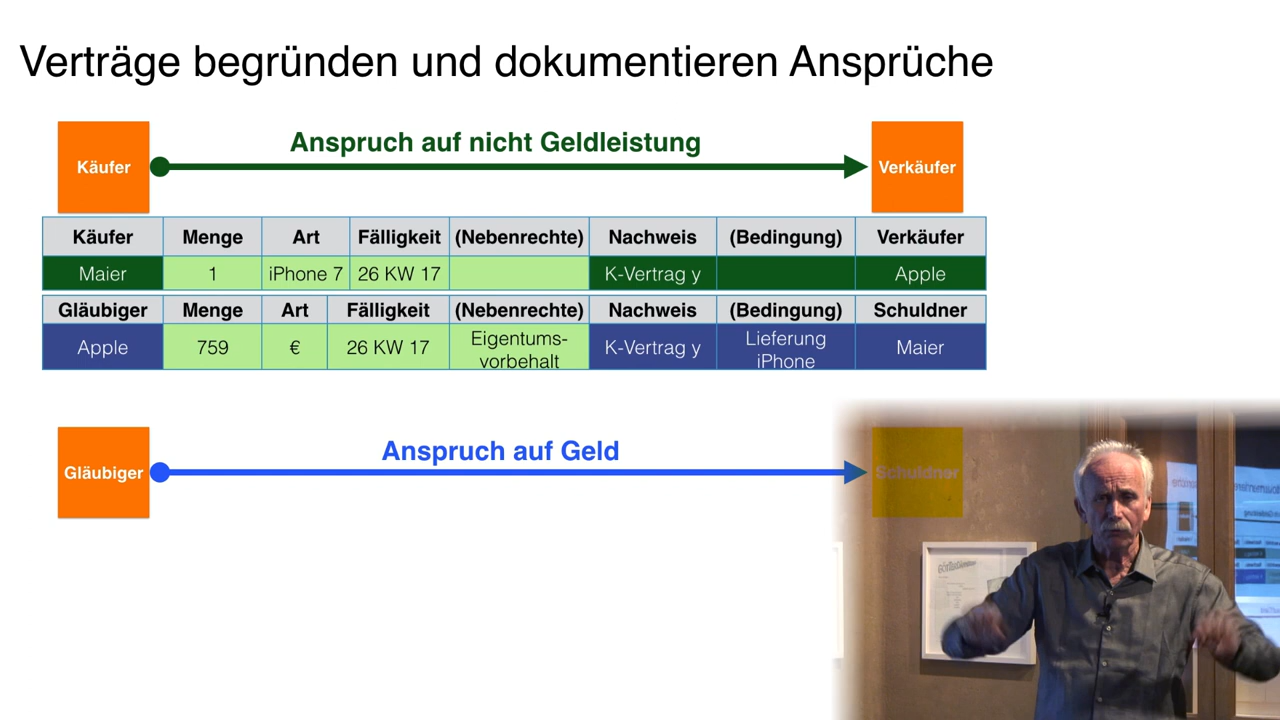 Verträge begründen und dokumentieren Ansprüche
Anspruch auf nicht Geldleistung
Käufer
Verkäufer
Käufer Menge Art Fälligkeit (Nebenrechte) Nachweis (Bedingung) Verkäufer
Maier 1 iPhone 7 26 KW 17 K-Vertrag y Apple
Gläubiger Menge Art Fälligkeit (Nebenrechte) Nachweis (Bedingung) Schuldner
Apple 759 € 26 KW 17 Eigentums- K-Vertrag y Lieferung Maier
vorbehalt iPhone
Anspruch auf Geld
Gläubiger
Schuldner